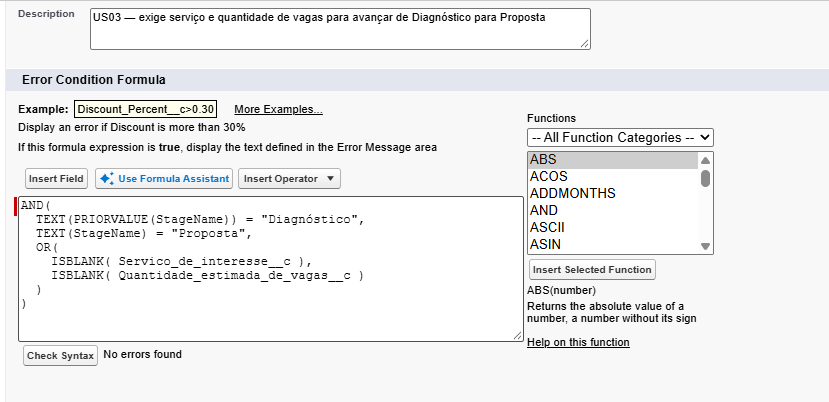 Description
US03 — exige serviço e quantidade de vagas para avançar de Diagnóstico para Proposta
Error Condition Formula
Example: Discount_Percent__c>0.30 More Examples...
Display an error if Discount is more than 30%
If this formula expression is true, display the text defined in the Error Message area
Insert Field Use Formula Assistant Insert Operator
AND(
TEXT(PRIORVALUE(StageName)) = "Diagnóstico",
TEXT(StageName) = "Proposta",
OR(
ISBLANK( Servico_de_interesse__c ),
ISBLANK( Quantidade_estimada_de_vagas__c )
)
)
Check Syntax No errors found
Functions
-- All Function Categories --
ABS
ACOS
ADDMONTHS
AND
ASCII
ASIN
Insert Selected Function
ABS(number)
Returns the absolute value of a
number, a number without its sign
Help on this function